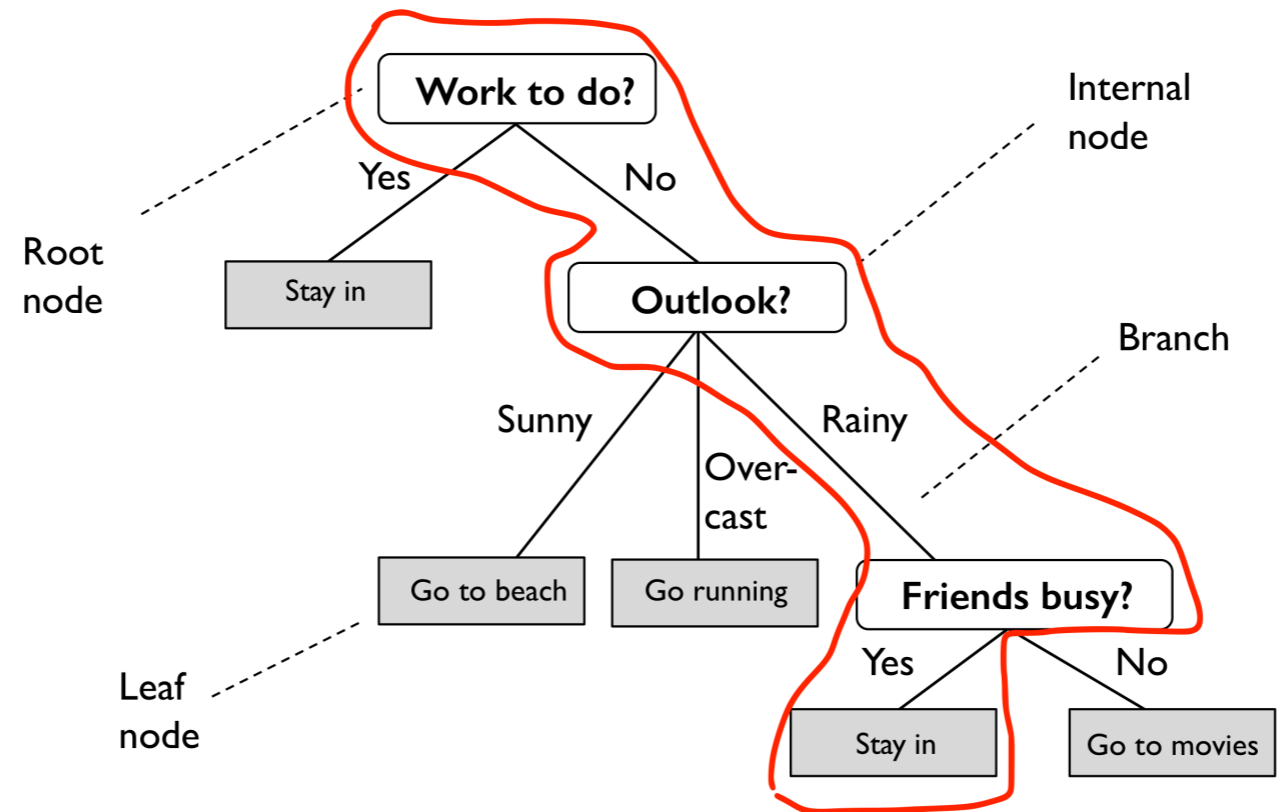 Work to do?
Internal
node
Yes
No
Root
node
Stay in
Outlook?
Branch
Sunny
Rainy
Over-
cast
Go to beach
Go running
Friends busy?
Yes
No
Leaf
node
Stay in
Go to movies